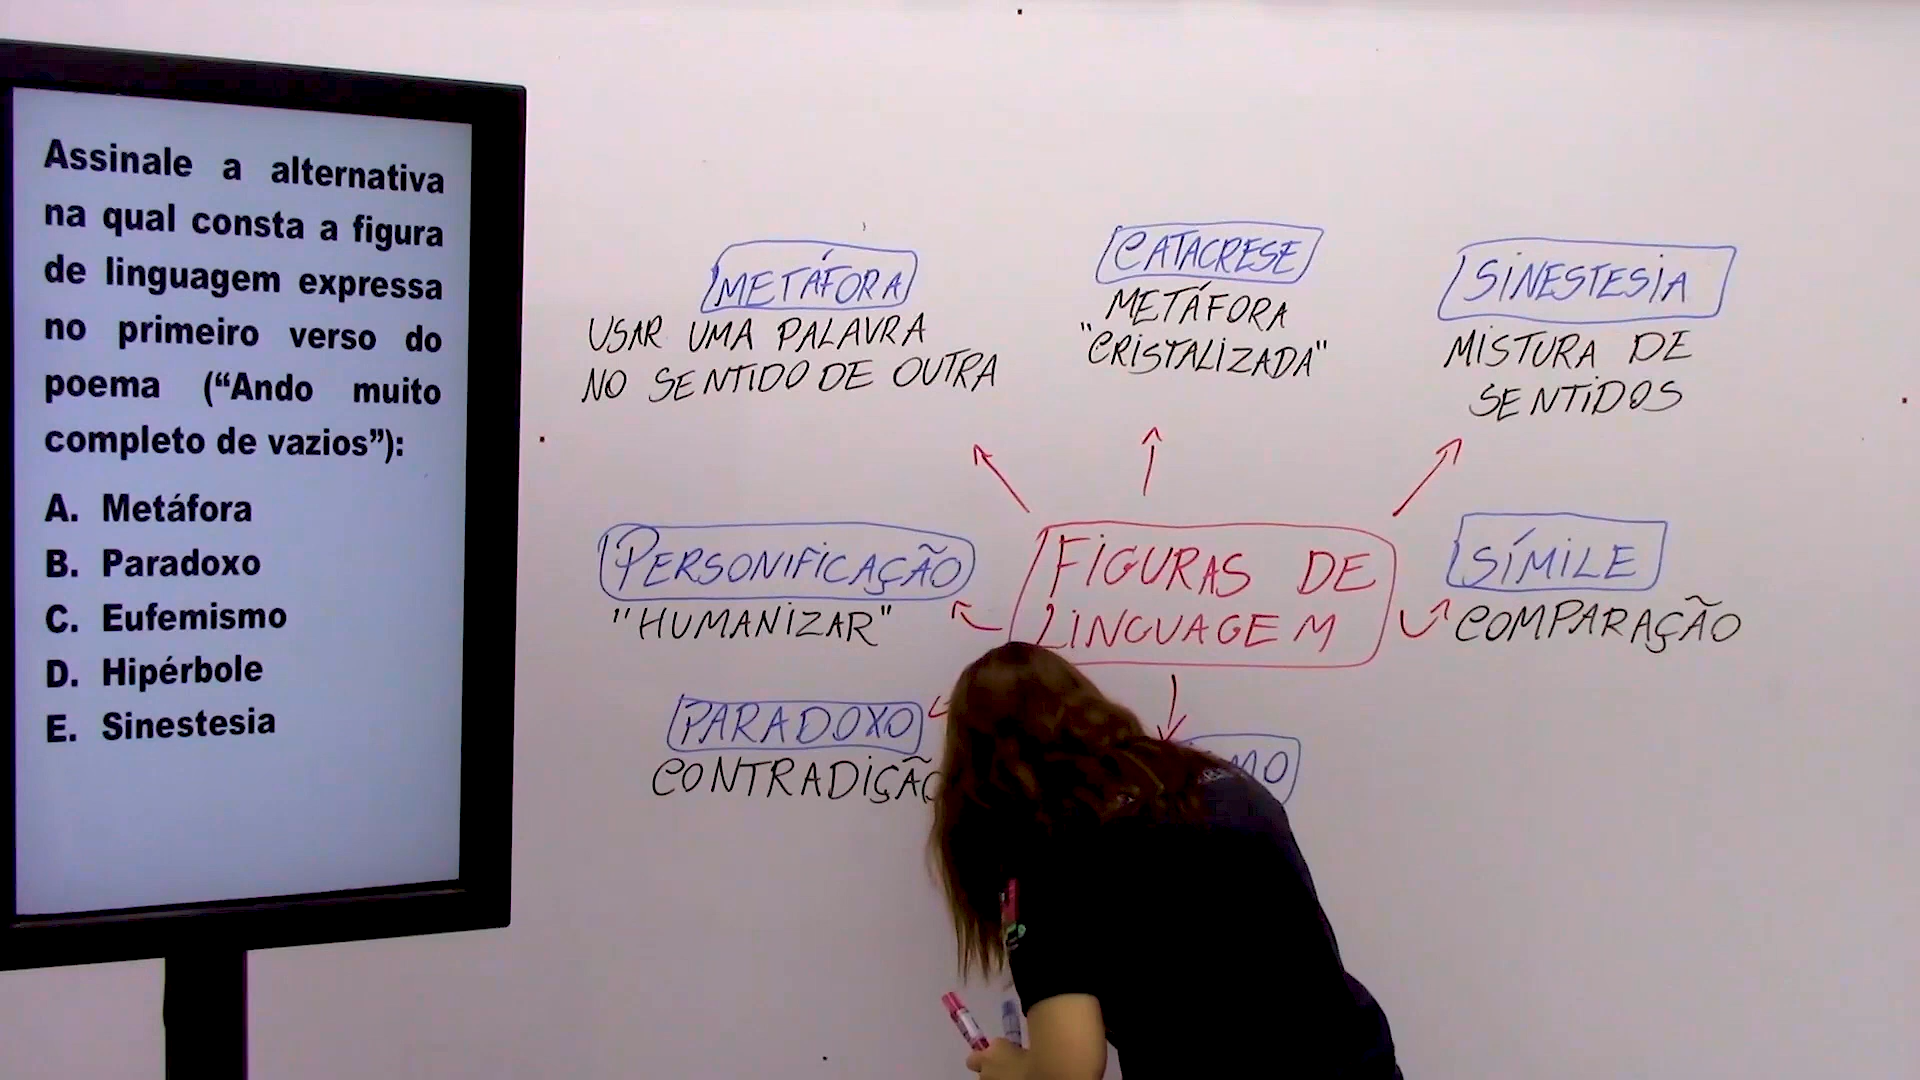 Assinale a alternativa
na qual consta a figura
de linguagem expressa
no primeiro verso do
poema (“Ando muito
completo de vazios”):
A. Metáfora
B. Paradoxo
C. Eufemismo
D. Hipérbole
E. Sinestesia
METÁFORA
USAR UMA PALAVRA
NO SENTIDO DE OUTRA
CATACRESE
METÁFORA
"CRISTALIZADA"
SINESTESIA
MISTURA DE
SENTIDOS
PERSONIFICAÇÃO
"HUMANIZAR"
FIGURAS DE
LINGUAGEM
SÍMILE
COMPARAÇÃO
PARADOXO
CONTRADIÇÃO